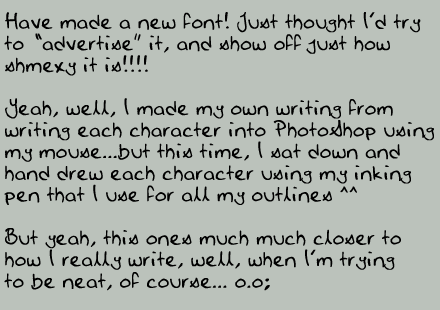 Have made a new font! Just thought I'd try
to "advertise" it, and show off just how
shmexy it is!!!!
Yeah, well, I made my own writing from
writing each character into Photoshop using
my mouse...but this time, I sat down and
hand drew each character using my inking
pen that I use for all my outlines ^^
But yeah, this ones much much closer to
how I really write, well, when I'm trying
to be neat, of course... o.o;